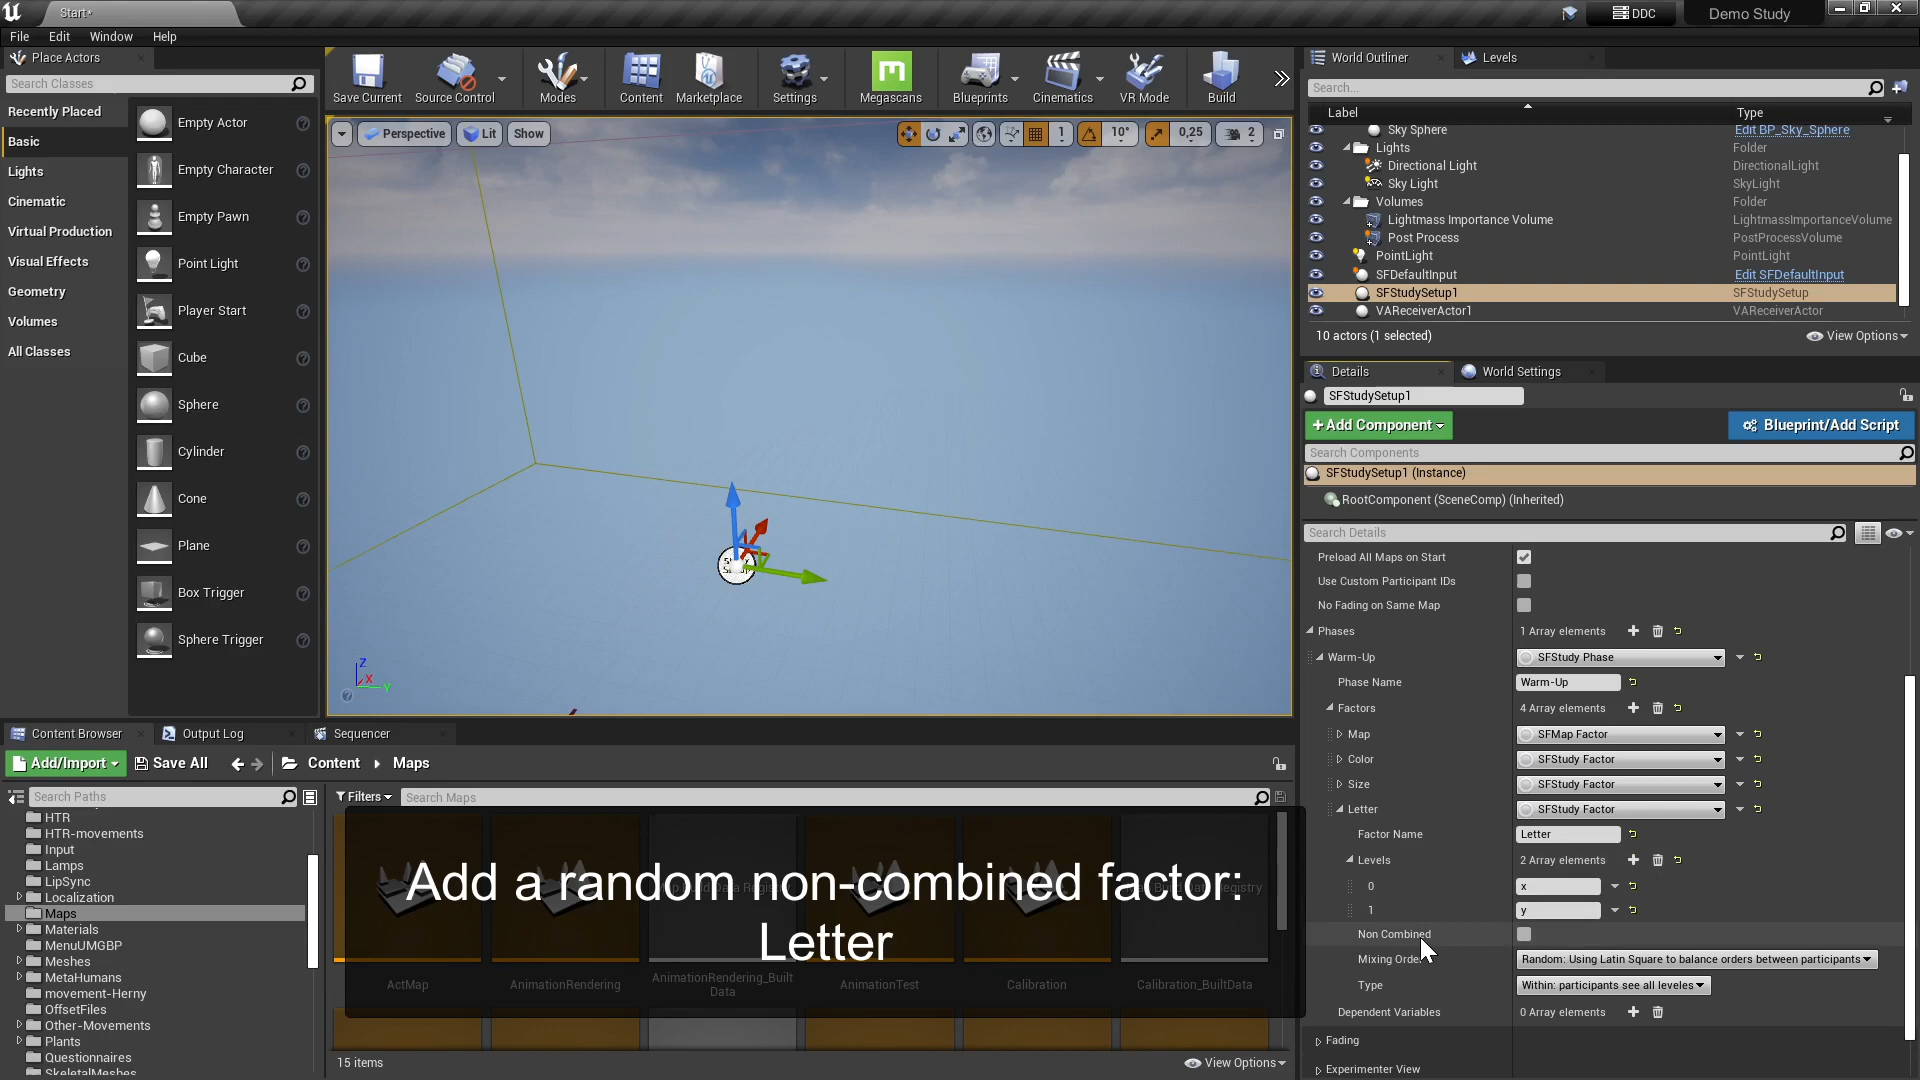 Start*
DDC
Demo Study
File Edit Window Help
Place Actors
Search Classes
Recently Placed
Basic
Lights
Cinematic
Virtual Production
Visual Effects
Geometry
Volumes
All Classes
Empty Actor
Empty Character
Empty Pawn
Point Light
Player Start
Cube
Sphere
Cylinder
Cone
Plane
Box Trigger
Sphere Trigger
Save Current
Source Control
Modes
Content
Marketplace
Settings
Megascans
Blueprints
Cinematics
VR Mode
Build
Perspective
Lit
Show
1
10°
0,25
2
Z
X
Y
World Outliner
Levels
Search...
Label Type
Sky Sphere Edit BP_Sky_Sphere
Lights Folder
Directional Light DirectionalLight
Sky Light SkyLight
Volumes Folder
Lightmass Importance Volume LightmassImportanceVolume
Post Process PostProcessVolume
PointLight PointLight
SFDefaultInput Edit SFDefaultInput
SFStudySetup1 SFStudySetup
VAReceiverActor1 VAReceiverActor
10 actors (1 selected)
View Options
Details
World Settings
SFStudySetup1
+Add Component
Blueprint/Add Script
Search Components
SFStudySetup1 (Instance)
RootComponent (SceneComp) (Inherited)
Search Details
Preload All Maps on Start
Use Custom Participant IDs
No Fading on Same Map
Phases 1 Array elements
Warm-Up SFStudy Phase
Phase Name Warm-Up
Factors 4 Array elements
Map SFMap Factor
Color SFStudy Factor
Size SFStudy Factor
Letter SFStudy Factor
Factor Name Letter
Levels 2 Array elements
0 x
1 y
Non Combined
Mixing Orde Random: Using Latin Square to balance orders between participants
Type Within: participants see all leveles
Dependent Variables 0 Array elements
Fading
Experimenter View
Content Browser
Output Log
Sequencer
Add/Import
Save All
Content
Maps
Search Paths
HTR
HTR-movements
Input
Lamps
LipSync
Localization
Maps
Materials
MenuUMGBP
Meshes
MetaHumans
movement-Herny
OffsetFiles
Other-Movements
Plants
Questionnaires
SkeletalMeshes
Filters
Search Maps
Add a random non-combined factor:
Letter
ActMap
AnimationRendering
AnimationRendering_Built
Data
AnimationTest
Calibration
Calibration_BuiltData
15 items
View Options